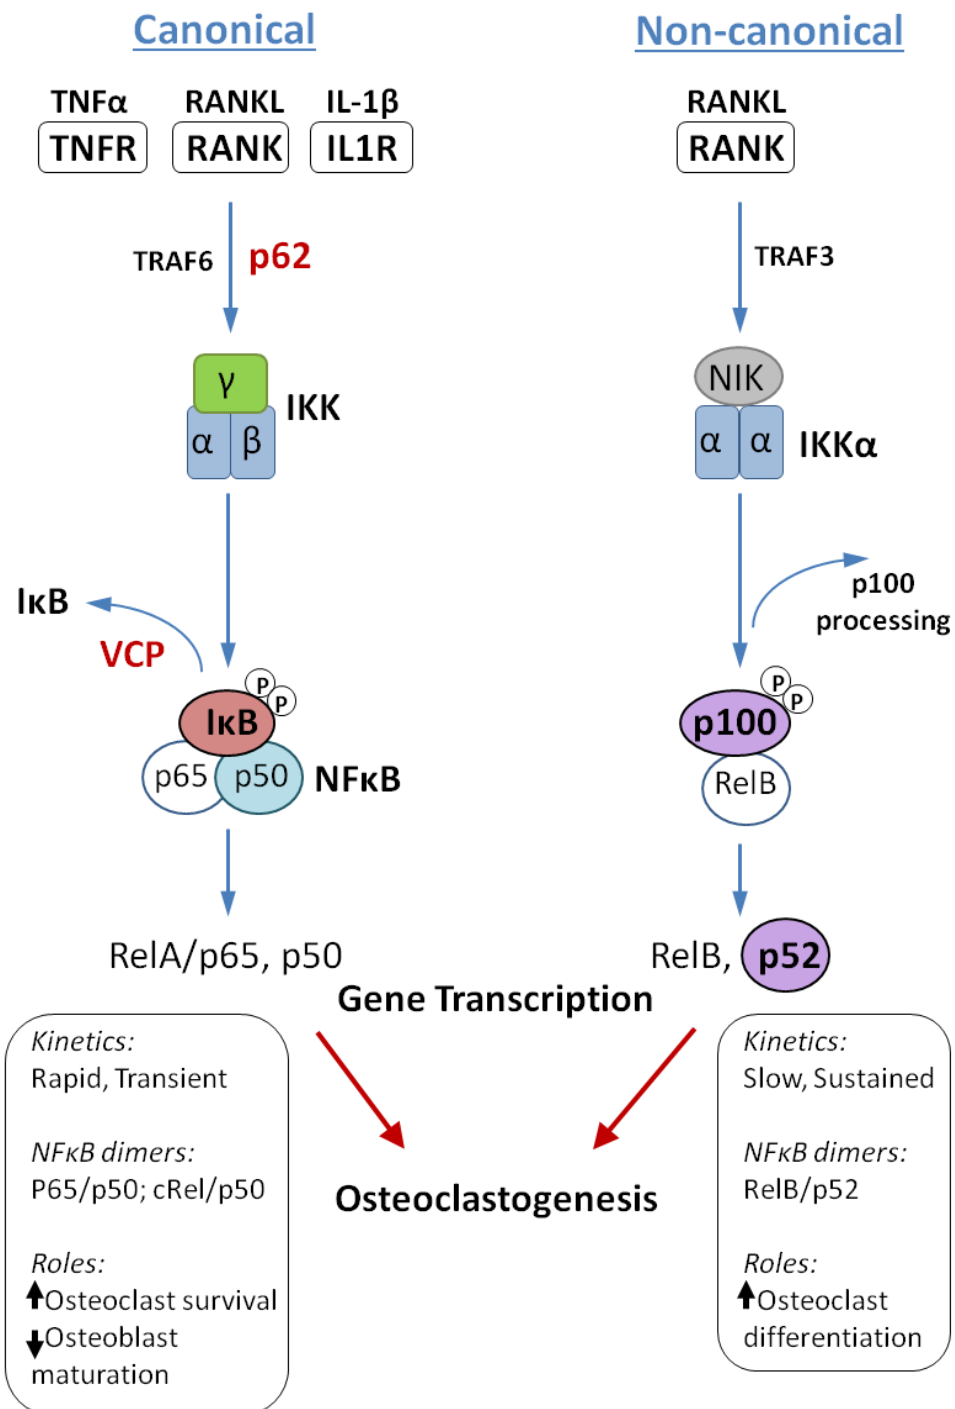 Canonical
TNFα
RANKL
IL-1β
TNFR
RANK
IL1R
TRAF6
p62
γ
α
β
IKK
IκB
VCP
P
P
IκB
p65
p50
NFκB
RelA/p65, p50
Non-canonical
RANKL
RANK
TRAF3
NIK
α
α
IKKα
p100
processing
P
P
p100
RelB
RelB, p52
Gene Transcription
Osteoclastogenesis
Kinetics:
Rapid, Transient
NFκB dimers:
P65/p50; cRel/p50
Roles:
Osteoclast survival
Osteoblast
maturation
Kinetics:
Slow, Sustained
NFκB dimers:
RelB/p52
Roles:
Osteoclast
differentiation